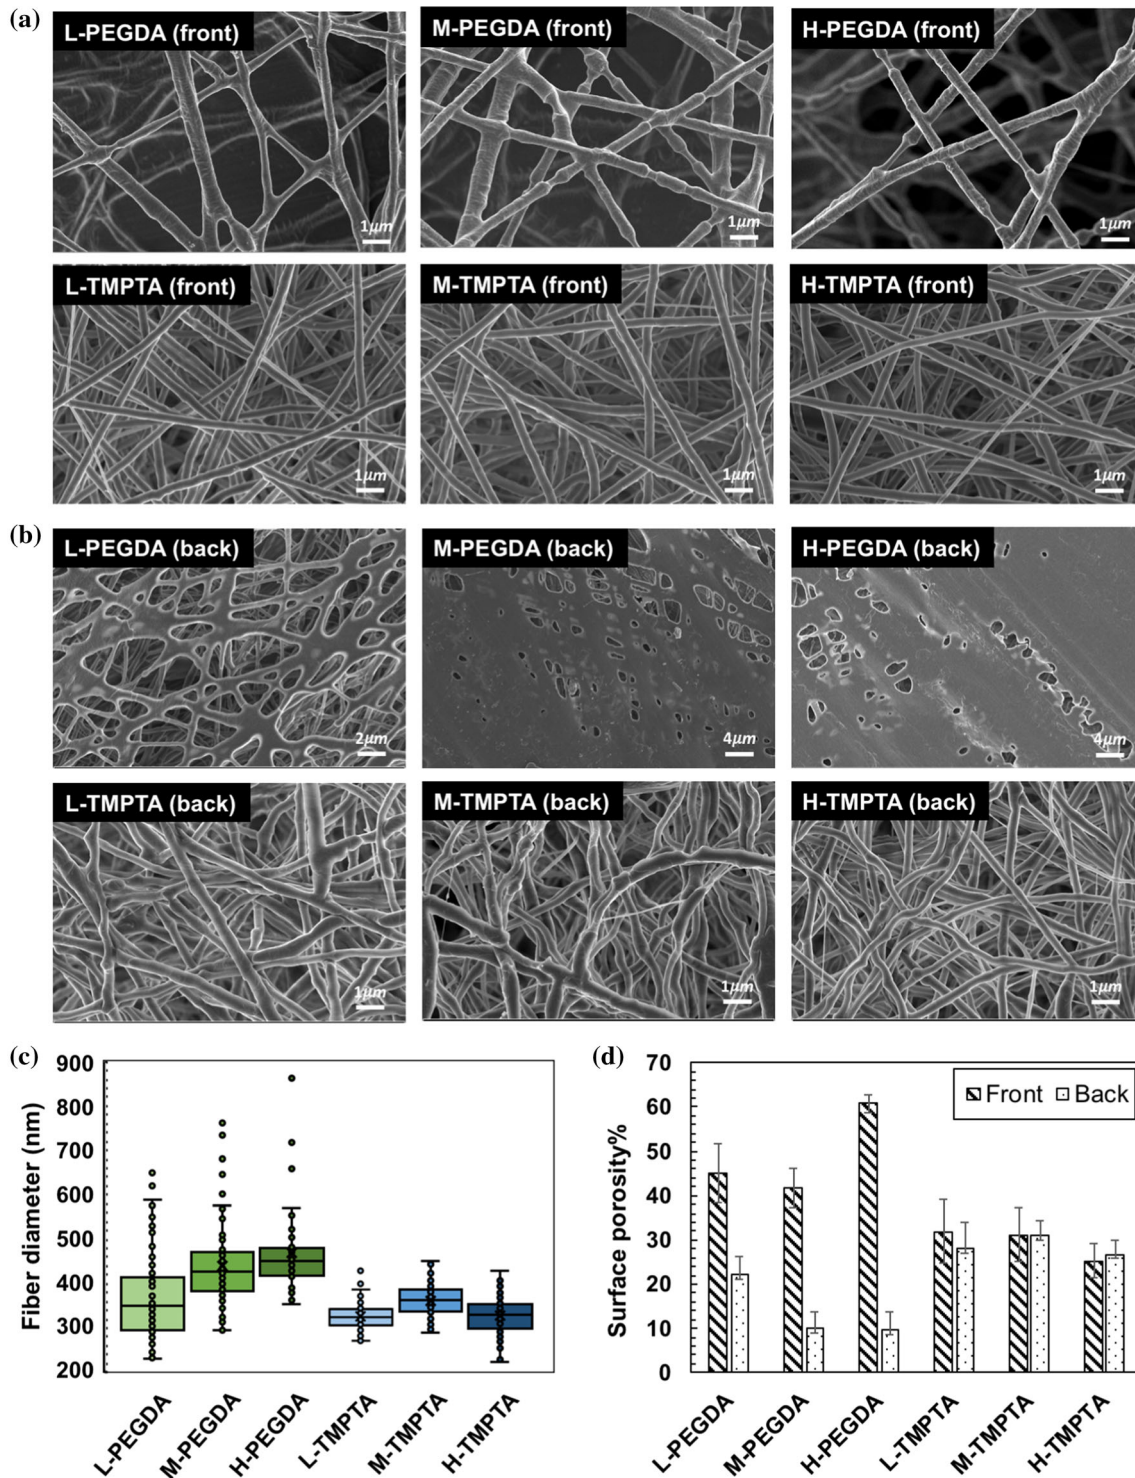 (a)
L-PEGDA (front)
M-PEGDA (front)
H-PEGDA (front)
1μm
1μm
1μm
L-TMPTA (front)
M-TMPTA (front)
H-TMPTA (front)
1μm
1μm
1μm
(b)
L-PEGDA (back)
M-PEGDA (back)
H-PEGDA (back)
2μm
4μm
4μm
L-TMPTA (back)
M-TMPTA (back)
H-TMPTA (back)
1μm
1μm
1μm
(c)
Fiber diameter (nm)
900
800
700
600
500
400
300
200
L-PEGDA
M-PEGDA
H-PEGDA
L-TMPTA
M-TMPTA
H-TMPTA
(d)
Surface porosity%
70
60
50
40
30
20
10
0
Front
Back
L-PEGDA
M-PEGDA
H-PEGDA
L-TMPTA
M-TMPTA
H-TMPTA